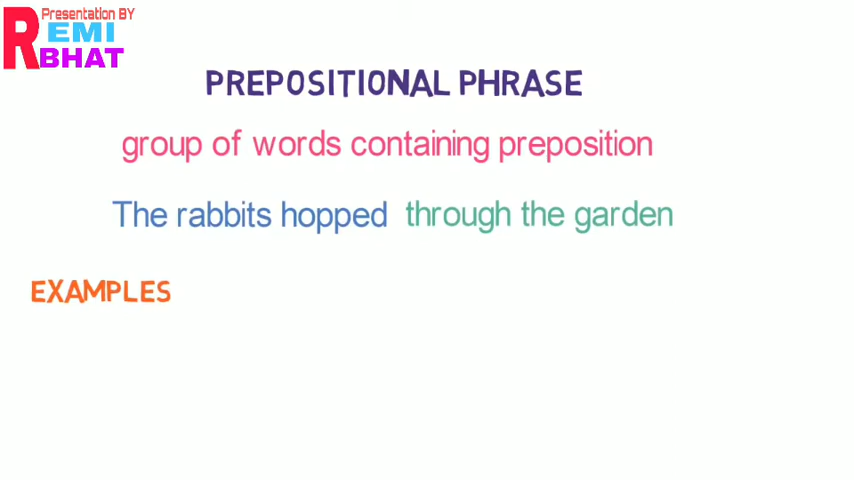 Presentation BY
REMI
BHAT
PREPOSITIONAL PHRASE
group of words containing preposition
The rabbits hopped through the garden
EXAMPLES